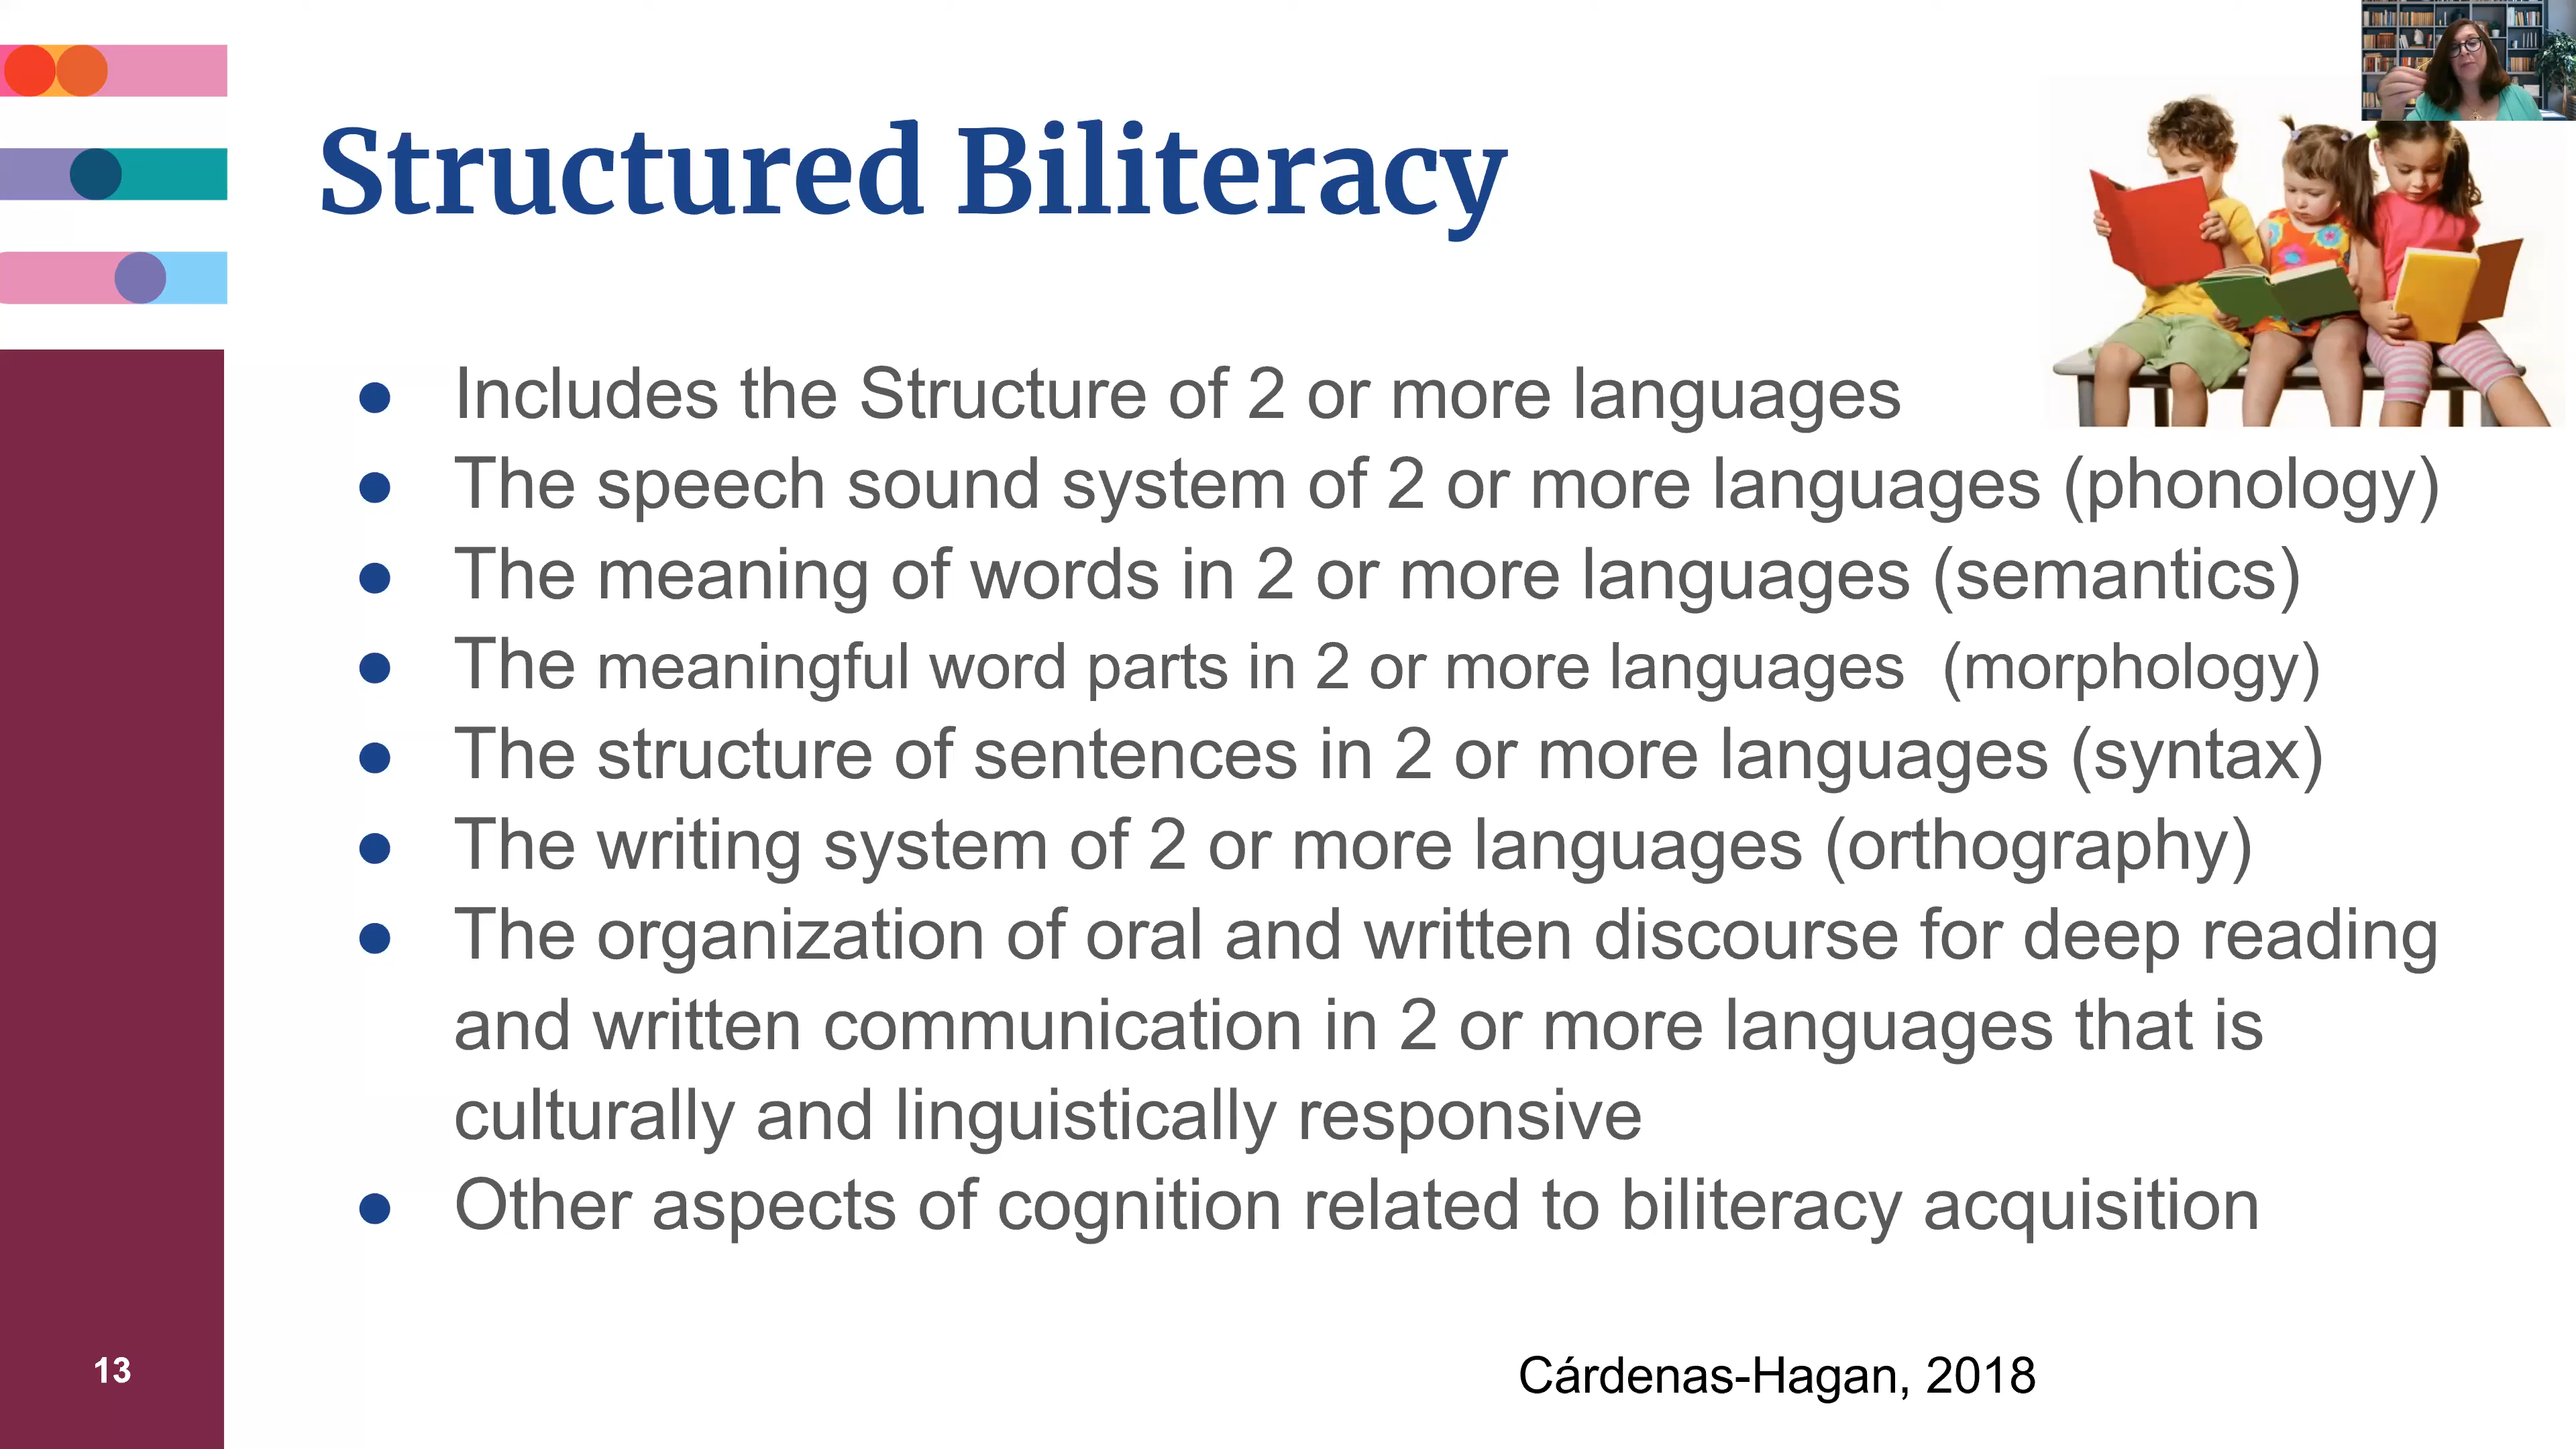 Structured Biliteracy
● Includes the Structure of 2 or more languages
● The speech sound system of 2 or more languages (phonology)
● The meaning of words in 2 or more languages (semantics)
● The meaningful word parts in 2 or more languages (morphology)
● The structure of sentences in 2 or more languages (syntax)
● The writing system of 2 or more languages (orthography)
● The organization of oral and written discourse for deep reading
and written communication in 2 or more languages that is
culturally and linguistically responsive
● Other aspects of cognition related to biliteracy acquisition
13
Cárdenas-Hagan, 2018